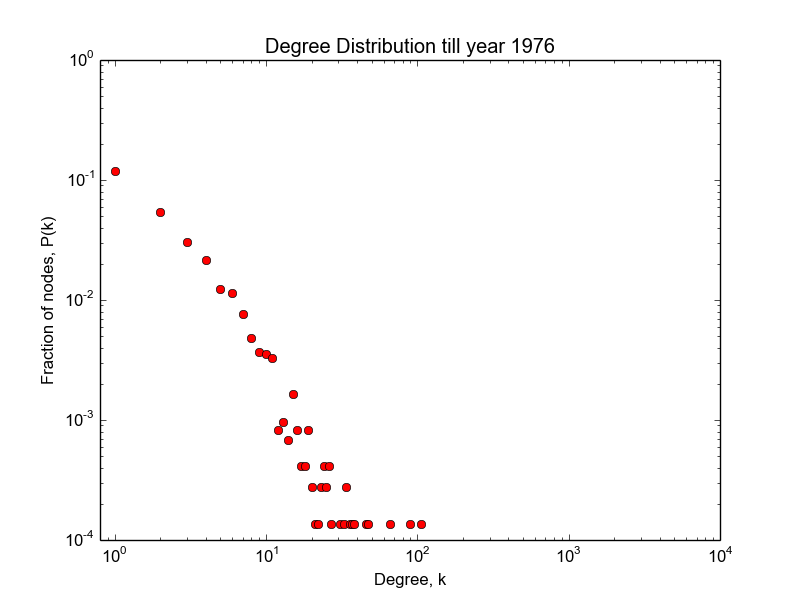 Degree Distribution till year 1976
10^0
10^-1
10^-2
10^-3
10^-4
Fraction of nodes, P(k)
10^0 10^1 10^2 10^3 10^4
Degree, k